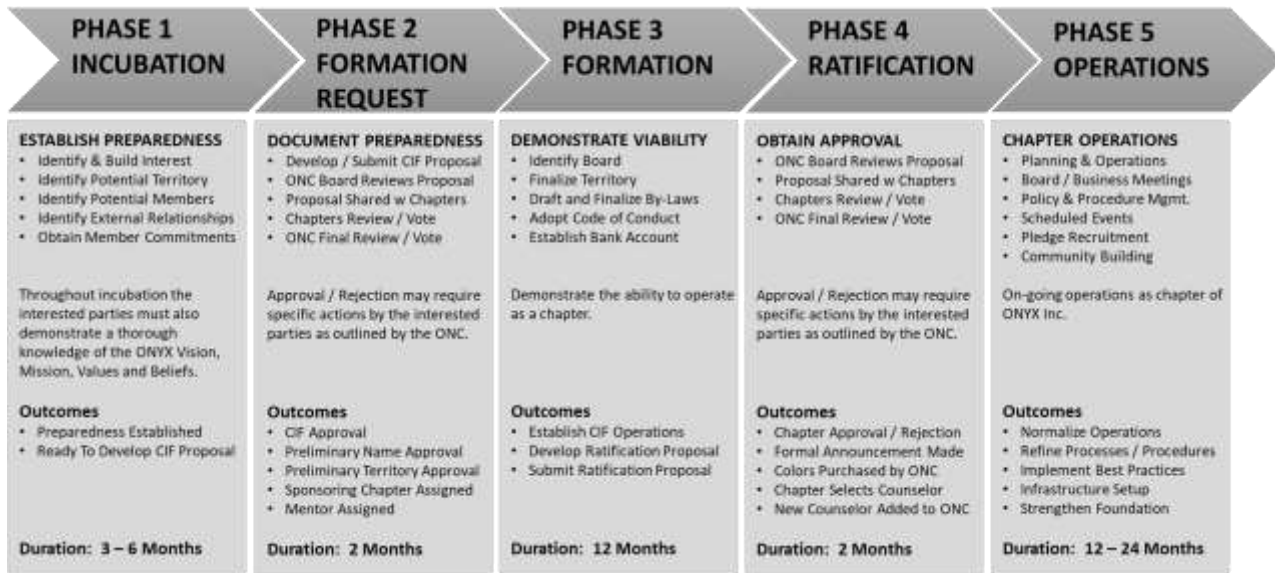 PHASE 1
INCUBATION
PHASE 2
FORMATION
REQUEST
PHASE 3
FORMATION
PHASE 4
RATIFICATION
PHASE 5
OPERATIONS
ESTABLISH PREPAREDNESS
• Identify & Build Interest
• Identify Potential Territory
• Identify Potential Members
• Identify External Relationships
• Obtain Member Commitments
Throughout incubation the
interested parties must also
demonstrate a thorough
knowledge of the ONYX Vision,
Mission, Values and Beliefs.
Outcomes
• Preparedness Established
• Ready To Develop CIF Proposal
Duration: 3 – 6 Months
DOCUMENT PREPAREDNESS
• Develop / Submit CIF Proposal
• ONC Board Reviews Proposal
• Proposal Shared w Chapters
• Chapters Review / Vote
• ONC Final Review / Vote
Approval / Rejection may require
specific actions by the interested
parties as outlined by the ONC.
Outcomes
• CIF Approval
• Preliminary Name Approval
• Preliminary Territory Approval
• Sponsoring Chapter Assigned
• Mentor Assigned
Duration: 2 Months
DEMONSTRATE VIABILITY
• Identify Board
• Finalize Territory
• Draft and Finalize By-Laws
• Adopt Code of Conduct
• Establish Bank Account
Demonstrate the ability to operate
as a chapter.
Outcomes
• Establish CIF Operations
• Develop Ratification Proposal
• Submit Ratification Proposal
Duration: 12 Months
OBTAIN APPROVAL
• ONC Board Reviews Proposal
• Proposal Shared w Chapters
• Chapters Review / Vote
• ONC Final Review / Vote
Approval / Rejection may require
specific actions by the interested
parties as outlined by the ONC.
Outcomes
• Chapter Approval / Rejection
• Formal Announcement Made
• Colors Purchased by ONC
• Chapter Selects Counselor
• New Counselor Added to ONC
Duration: 2 Months
CHAPTER OPERATIONS
• Planning & Operations
• Board / Business Meetings
• Policy & Procedure Mgmt.
• Scheduled Events
• Pledge Recruitment
• Community Building
On-going operations as chapter of
ONYX Inc.
Outcomes
• Normalize Operations
• Refine Processes / Procedures
• Implement Best Practices
• Infrastructure Setup
• Strengthen Foundation
Duration: 12 – 24 Months